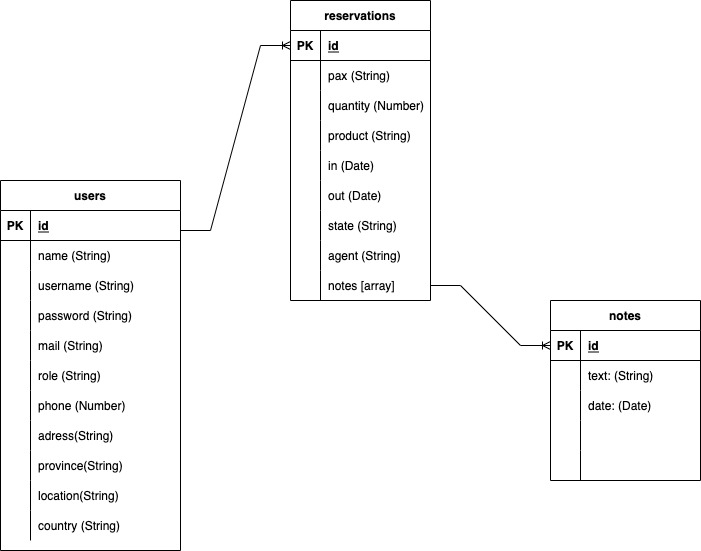 reservations
PK id
pax (String)
quantity (Number)
product (String)
in (Date)
out (Date)
state (String)
agent (String)
notes [array]
users
PK id
name (String)
username (String)
password (String)
mail (String)
role (String)
phone (Number)
adress(String)
province(String)
location(String)
country (String)
notes
PK id
text: (String)
date: (Date)